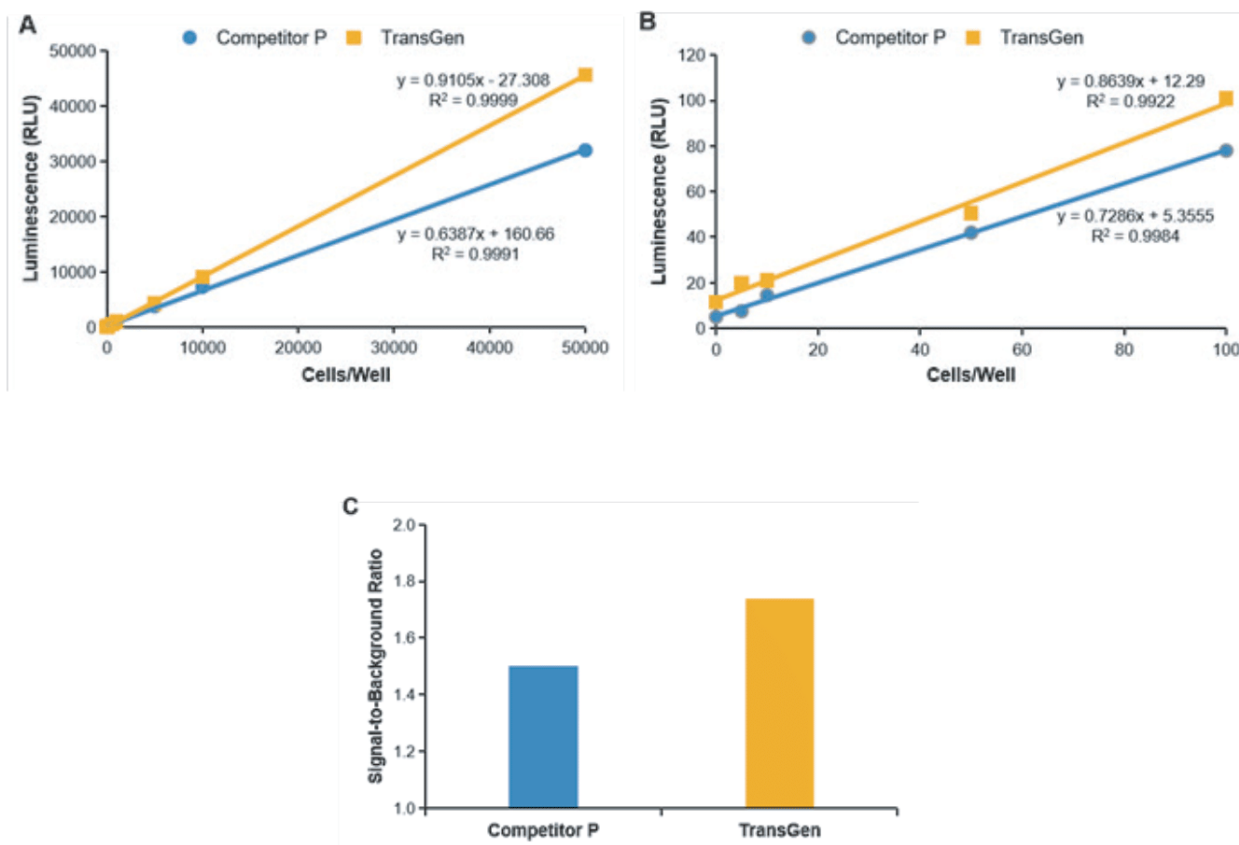 A
Competitor P TransGen
50000
40000
30000
20000
10000
0
Luminescence (RLU)
y = 0.9105x - 27.308
R² = 0.9999
y = 0.6387x + 160.66
R² = 0.9991
0 10000 20000 30000 40000 50000
Cells/Well
B
Competitor P TransGen
120
100
80
60
40
20
0
Luminescence (RLU)
y = 0.8639x + 12.29
R² = 0.9922
y = 0.7286x + 5.3555
R² = 0.9984
0 20 40 60 80 100
Cells/Well
C
2.0
1.8
1.6
1.4
1.2
1.0
Signal-to-Background Ratio
Competitor P TransGen